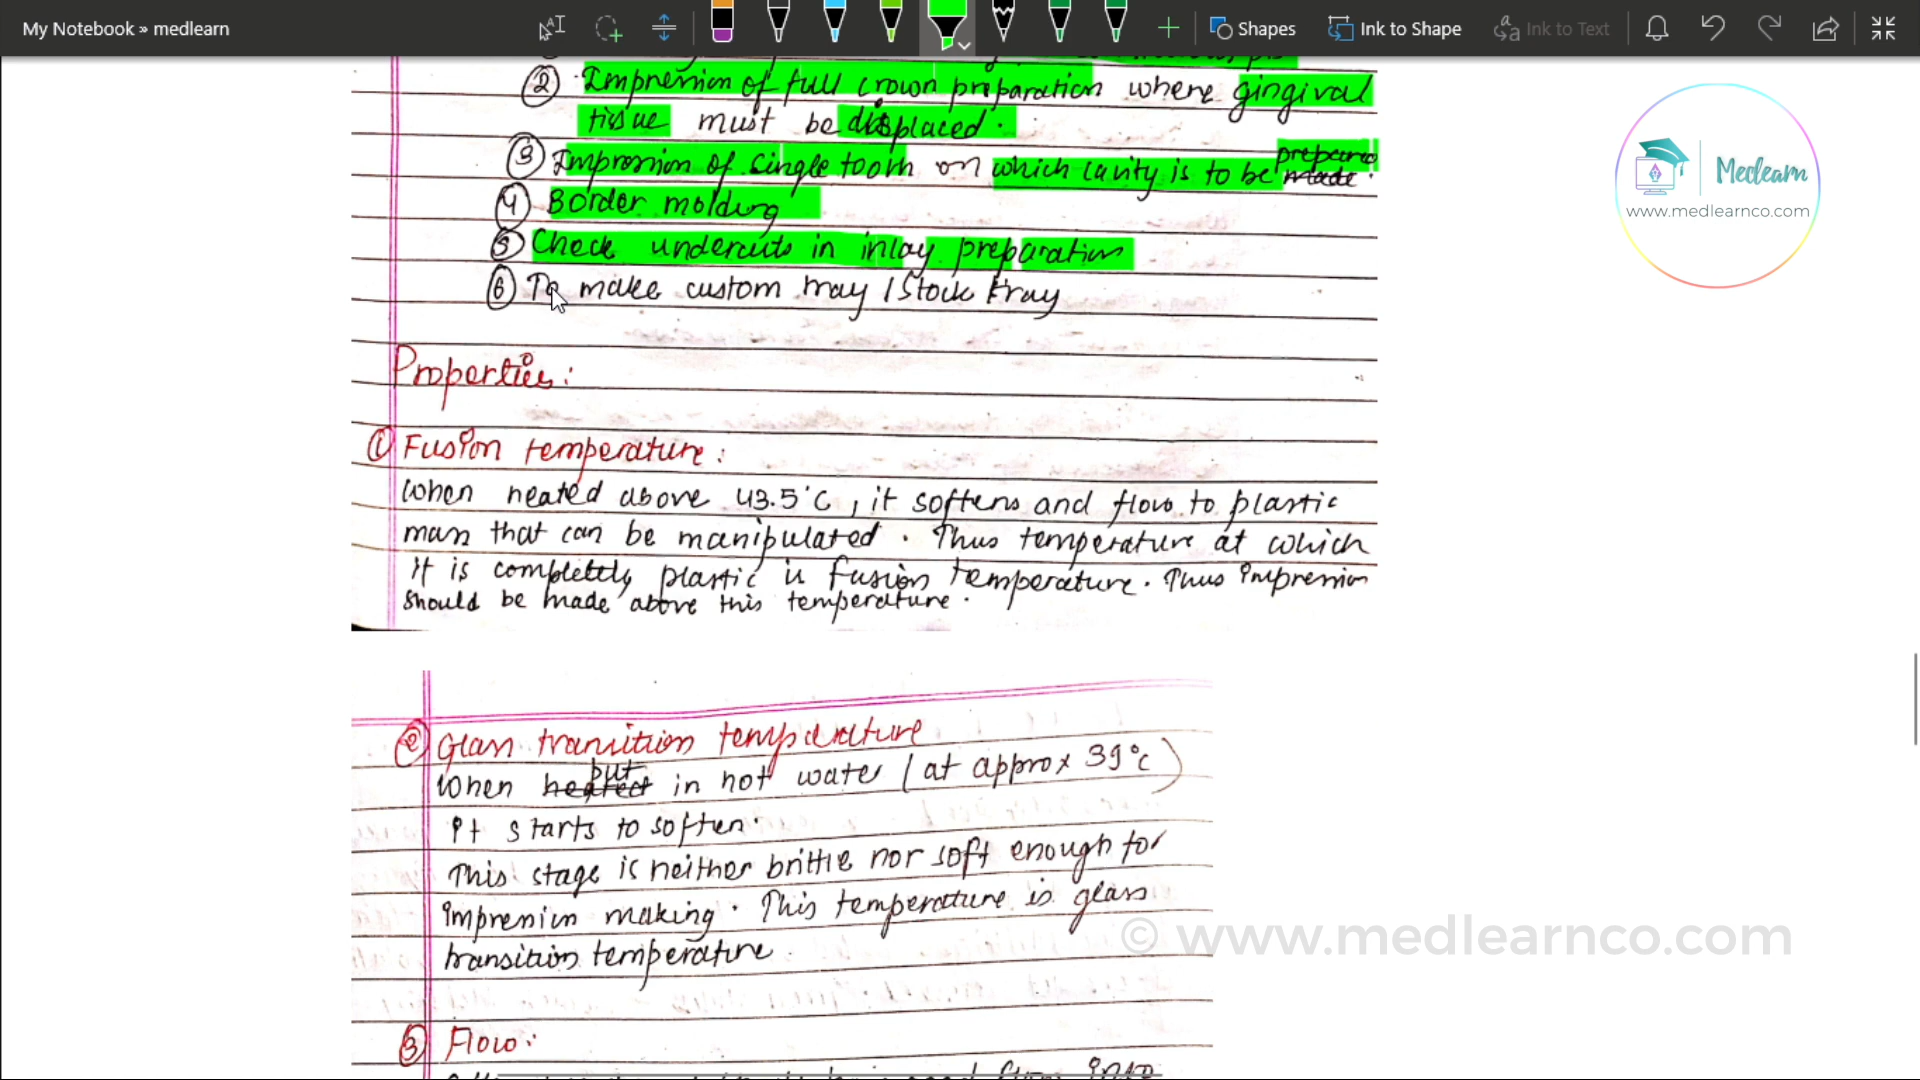 My Notebook » medlearn
Shapes
Ink to Shape
Ink to Text
② Impression of full crown preparation where gingival
tissue must be displaced.
③ Impression of single tooth on which cavity is to be prepared
made.
④ Border molding
⑤ Check undercuts in inlay preparation
⑥ To make custom tray / Stock tray
Medlearn
www.medlearnco.com
Properties:
① Fusion temperature:
When heated above 43.5°C, it softens and flow to plastic
mass that can be manipulated. Thus temperature at which
it is completely plastic is fusion temperature. Thus impression
should be made above this temperature.
② Glass transition temperature
When heated put in hot water (at approx 39°C)
it starts to soften.
This stage is neither brittle nor soft enough for
impression making. This temperature is glass
transition temperature.
© www.medlearnco.com
③ Flow: